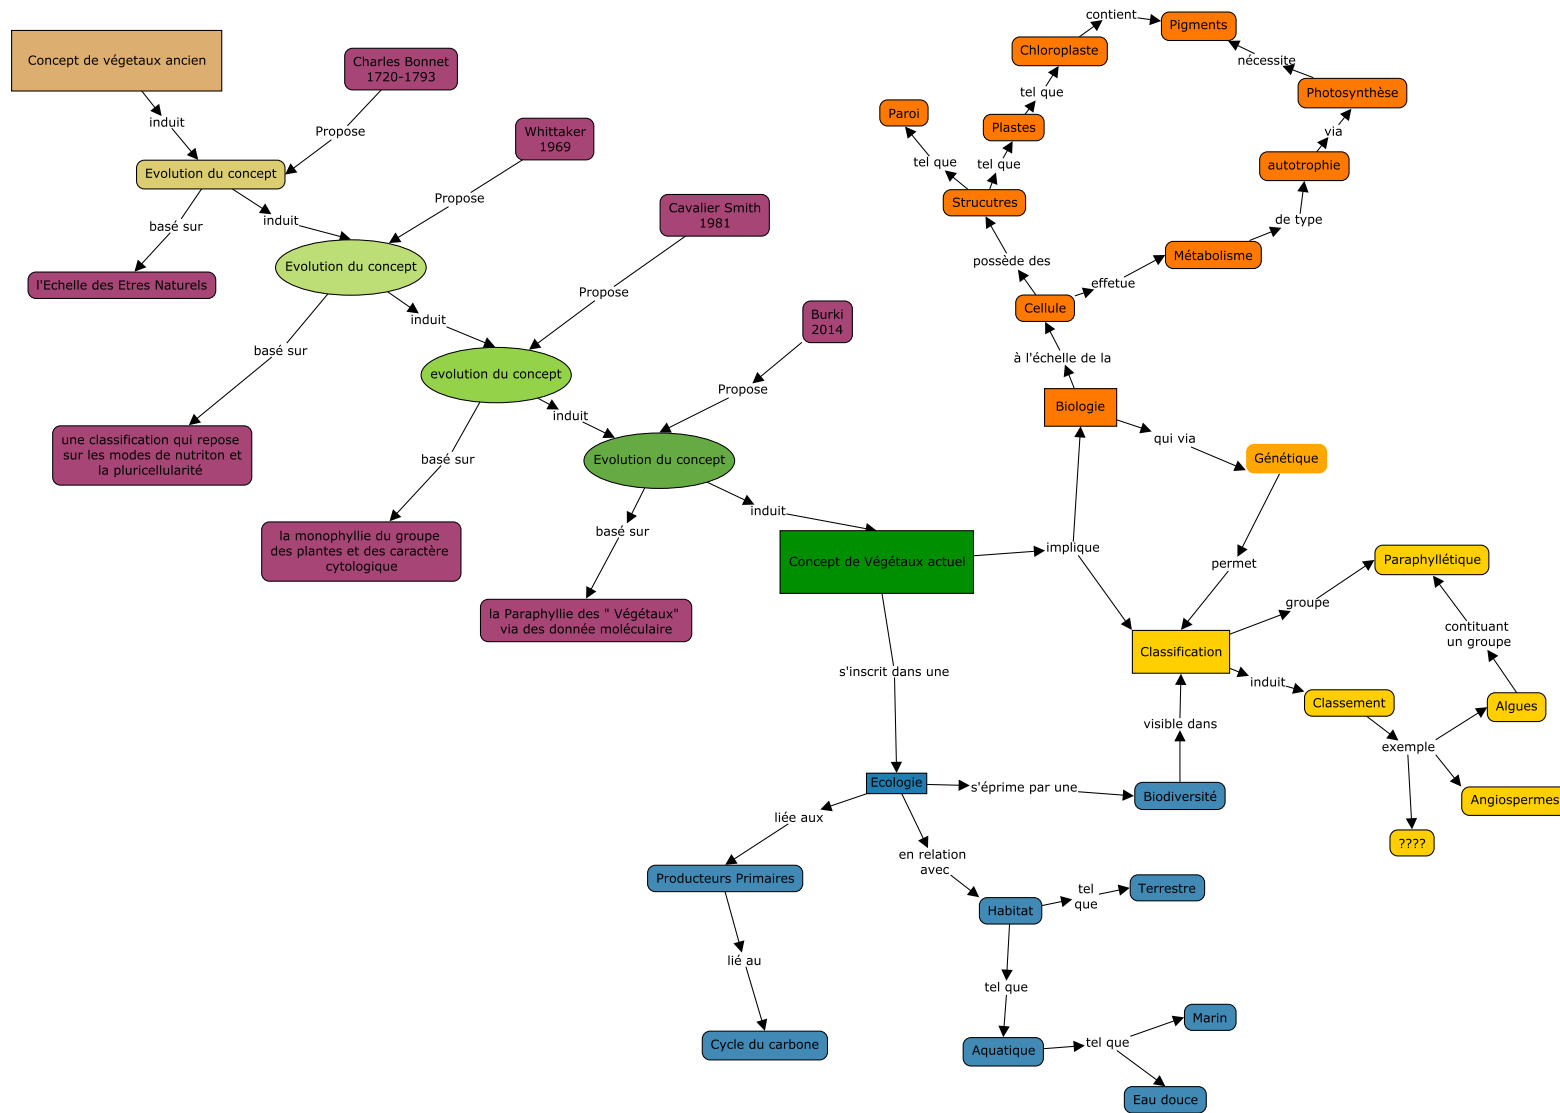 Concept de végetaux ancien
induit
Charles Bonnet
1720-1793
Propose
Evolution du concept
basé sur
l'Echelle des Etres Naturels
induit
Whittaker
1969
Propose
Evolution du concept
basé sur
une classification qui repose
sur les modes de nutriton et
la pluricellularité
induit
Cavalier Smith
1981
Propose
evolution du concept
basé sur
la monophyllie du groupe
des plantes et des caractère
cytologique
induit
Burki
2014
Propose
Evolution du concept
basé sur
la Paraphyllie des " Végétaux"
via des donnée moléculaire
induit
Concept de Végétaux actuel
implique
Biologie
à l'échelle de la
Cellule
possède des
Strucutres
tel que
Paroi
tel que
Plastes
tel que
Chloroplaste
contient
Pigments
effetue
Métabolisme
de type
autotrophie
via
Photosynthèse
nécessite
qui via
Génétique
permet
Classification
groupe
Paraphyllétique
induit
Classement
exemple
Algues
contituant
un groupe
Angiospermes
????
s'inscrit dans une
Ecologie
s'éprime par une
Biodiversité
visible dans
liée aux
Producteurs Primaires
lié au
Cycle du carbone
en relation
avec
Habitat
tel
que
Terrestre
tel que
Aquatique
tel que
Marin
Eau douce